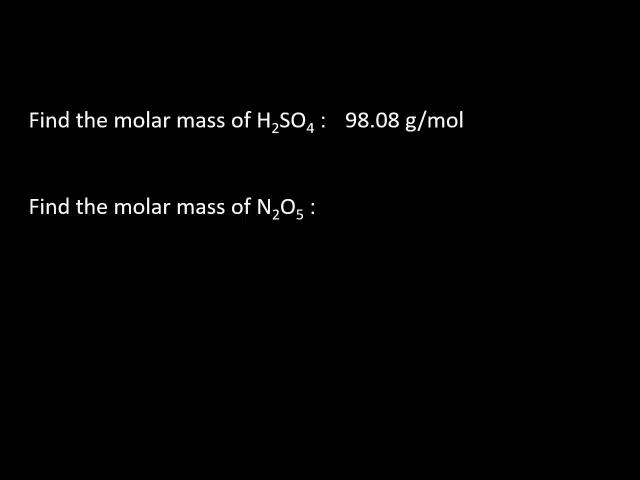 Find the molar mass of H₂SO₄ : 98.08 g/mol
Find the molar mass of N₂O₅ :